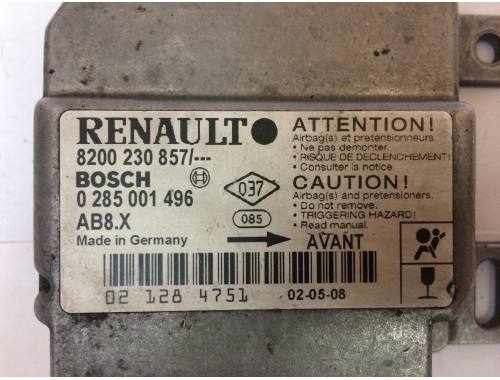 RENAULT
8200 230 857/---
BOSCH
0 285 001 496
AB8.X
Made in Germany
037
085
ATTENTION!
Airbag(s) et pretensionneurs.
• Ne pas demonter.
• RISQUE DE DECLENCHEMENT!
• Consulter la notice.
CAUTION!
Airbag(s) and pretensioners.
• Do not remove.
• TRIGGERING HAZARD!
• Read manual.
AVANT
02 128 4751
02-05-08